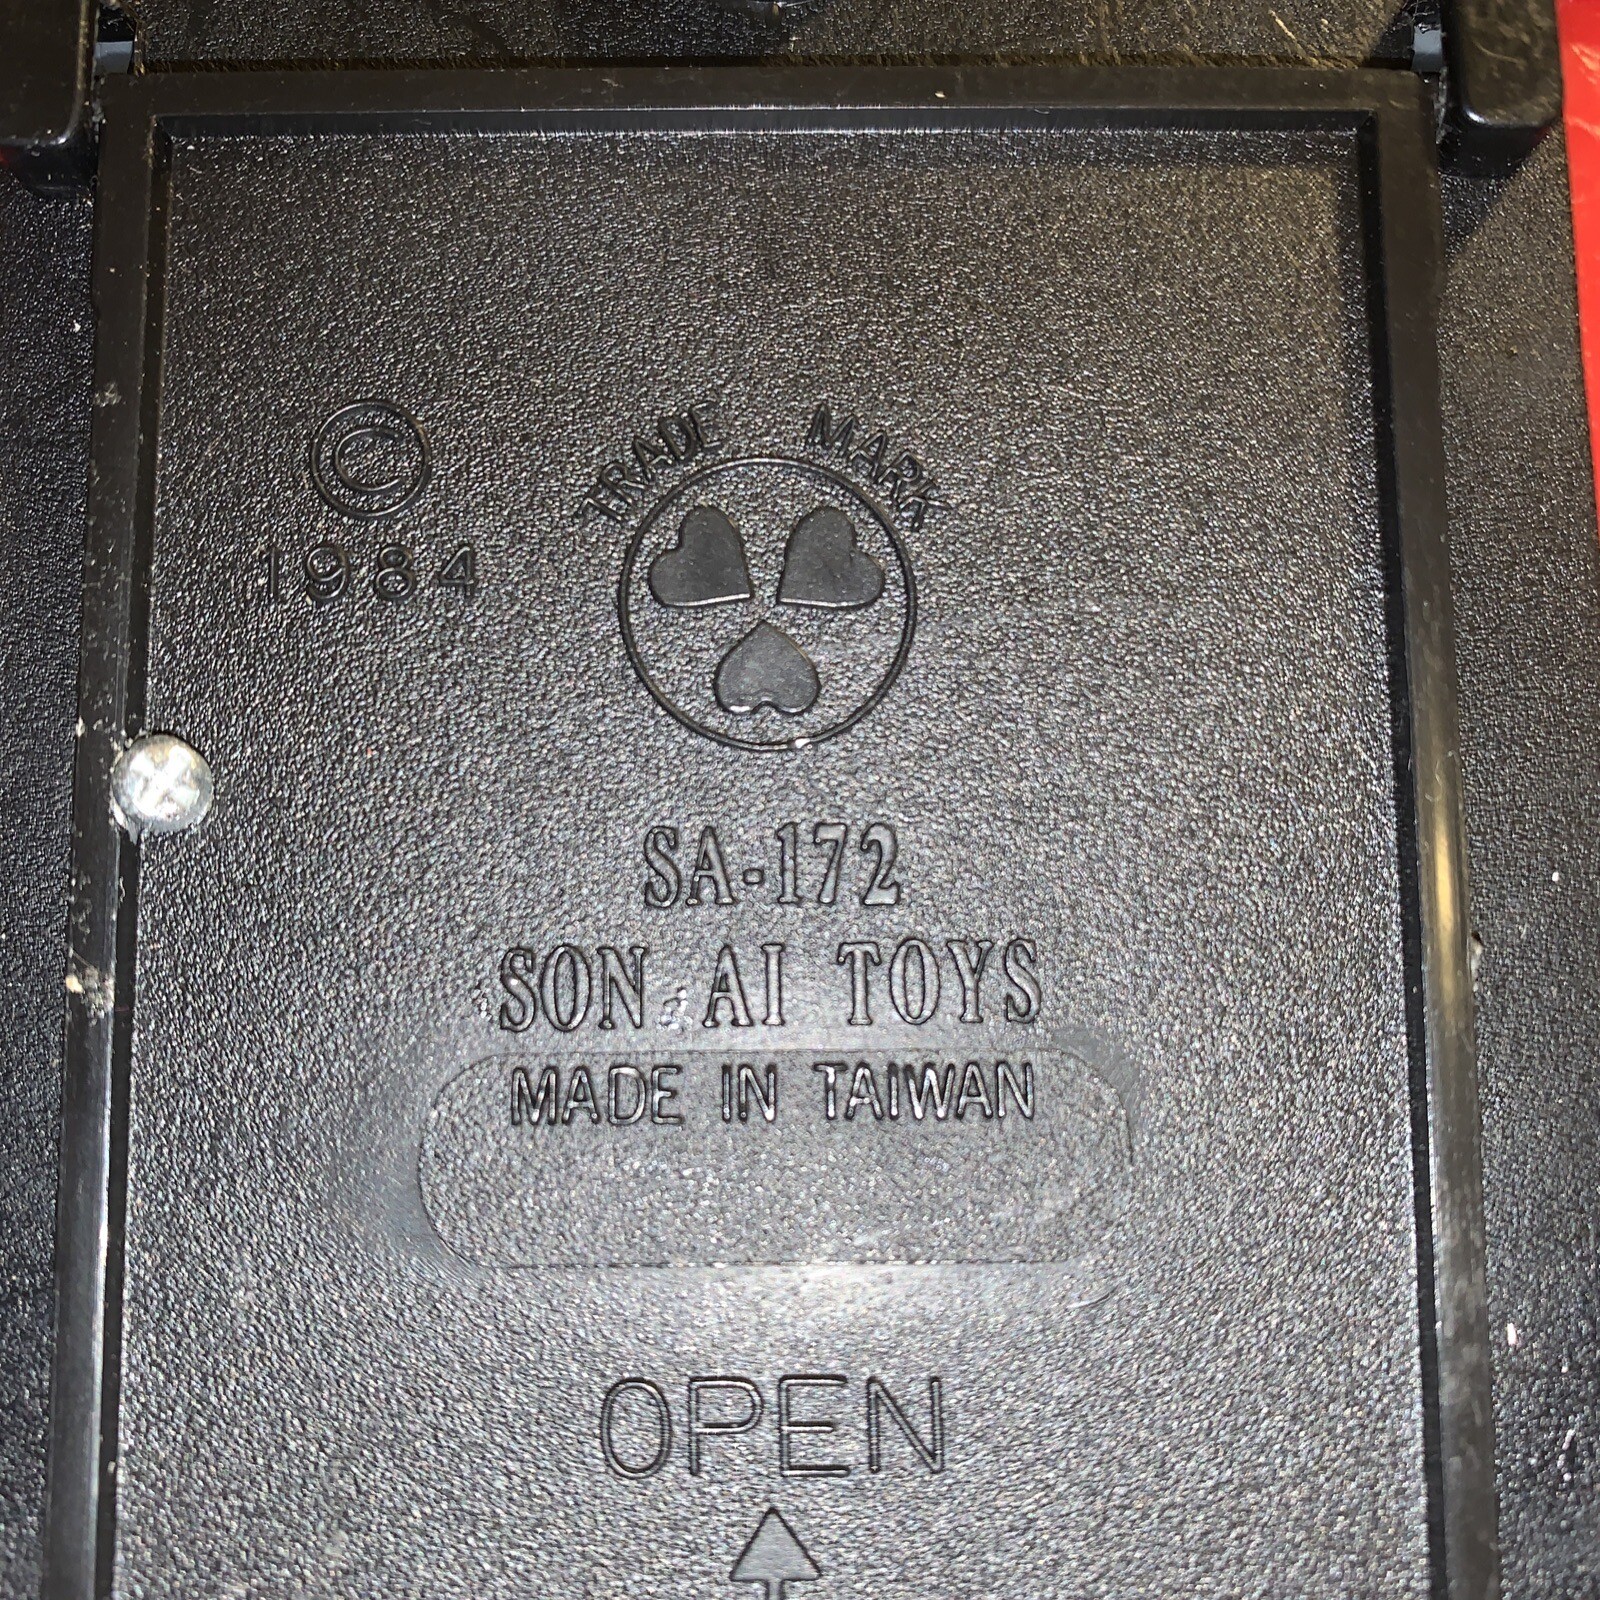 TRADE MARK
©
1984
SA-172
SON AI TOYS
MADE IN TAIWAN
OPEN